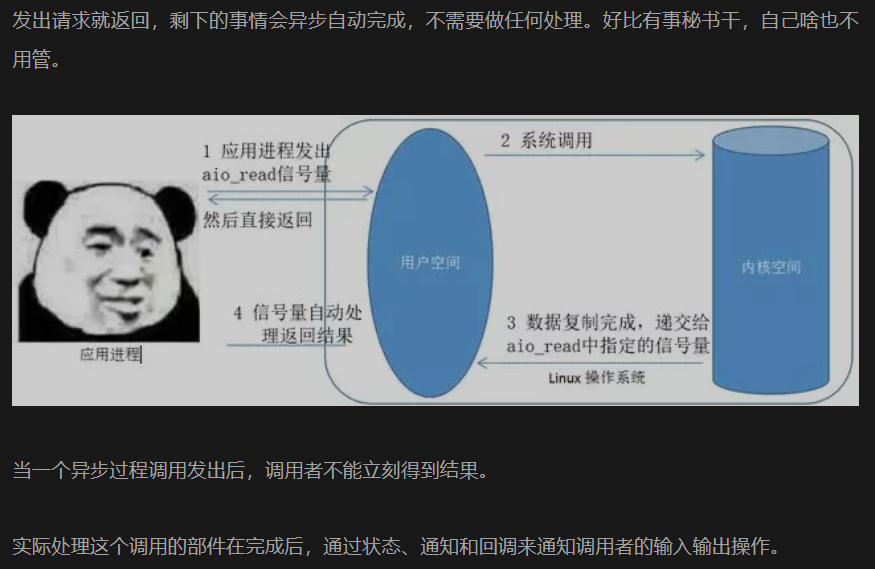 发出请求就返回，剩下的事情会异步自动完成，不需要做任何处理。好比有事秘书干，自己啥也不
用管。
1 应用进程发出
aio_read信号量
然后直接返回
2 系统调用
用户空间
内核空间
4 信号量自动处
理返回结果
3 数据复制完成，递交给
aio_read中指定的信号量
应用进程
Linux 操作系统
当一个异步过程调用发出后，调用者不能立刻得到结果。
实际处理这个调用的部件在完成后，通过状态、通知和回调来通知调用者的输入输出操作。